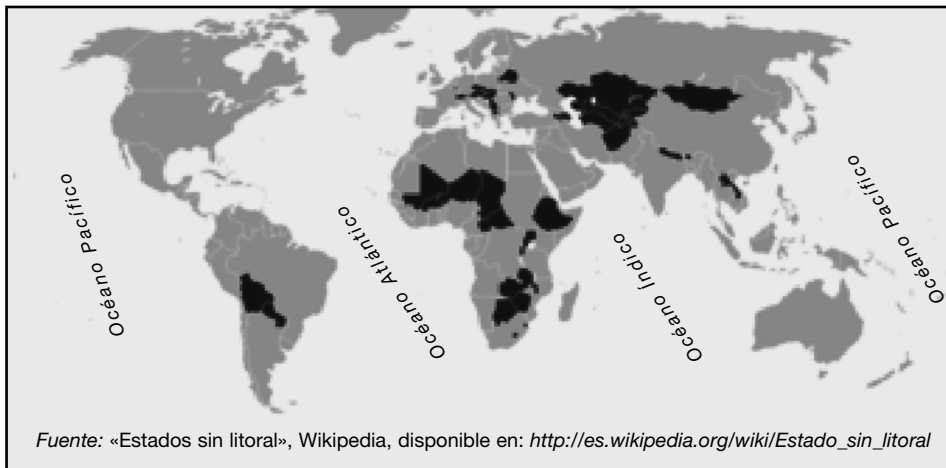 Océano Pacífico
Océano Atlántico
Océano Índico
Océano Pacífico
Fuente: «Estados sin litoral», Wikipedia, disponible en: http://es.wikipedia.org/wiki/Estado_sin_litoral